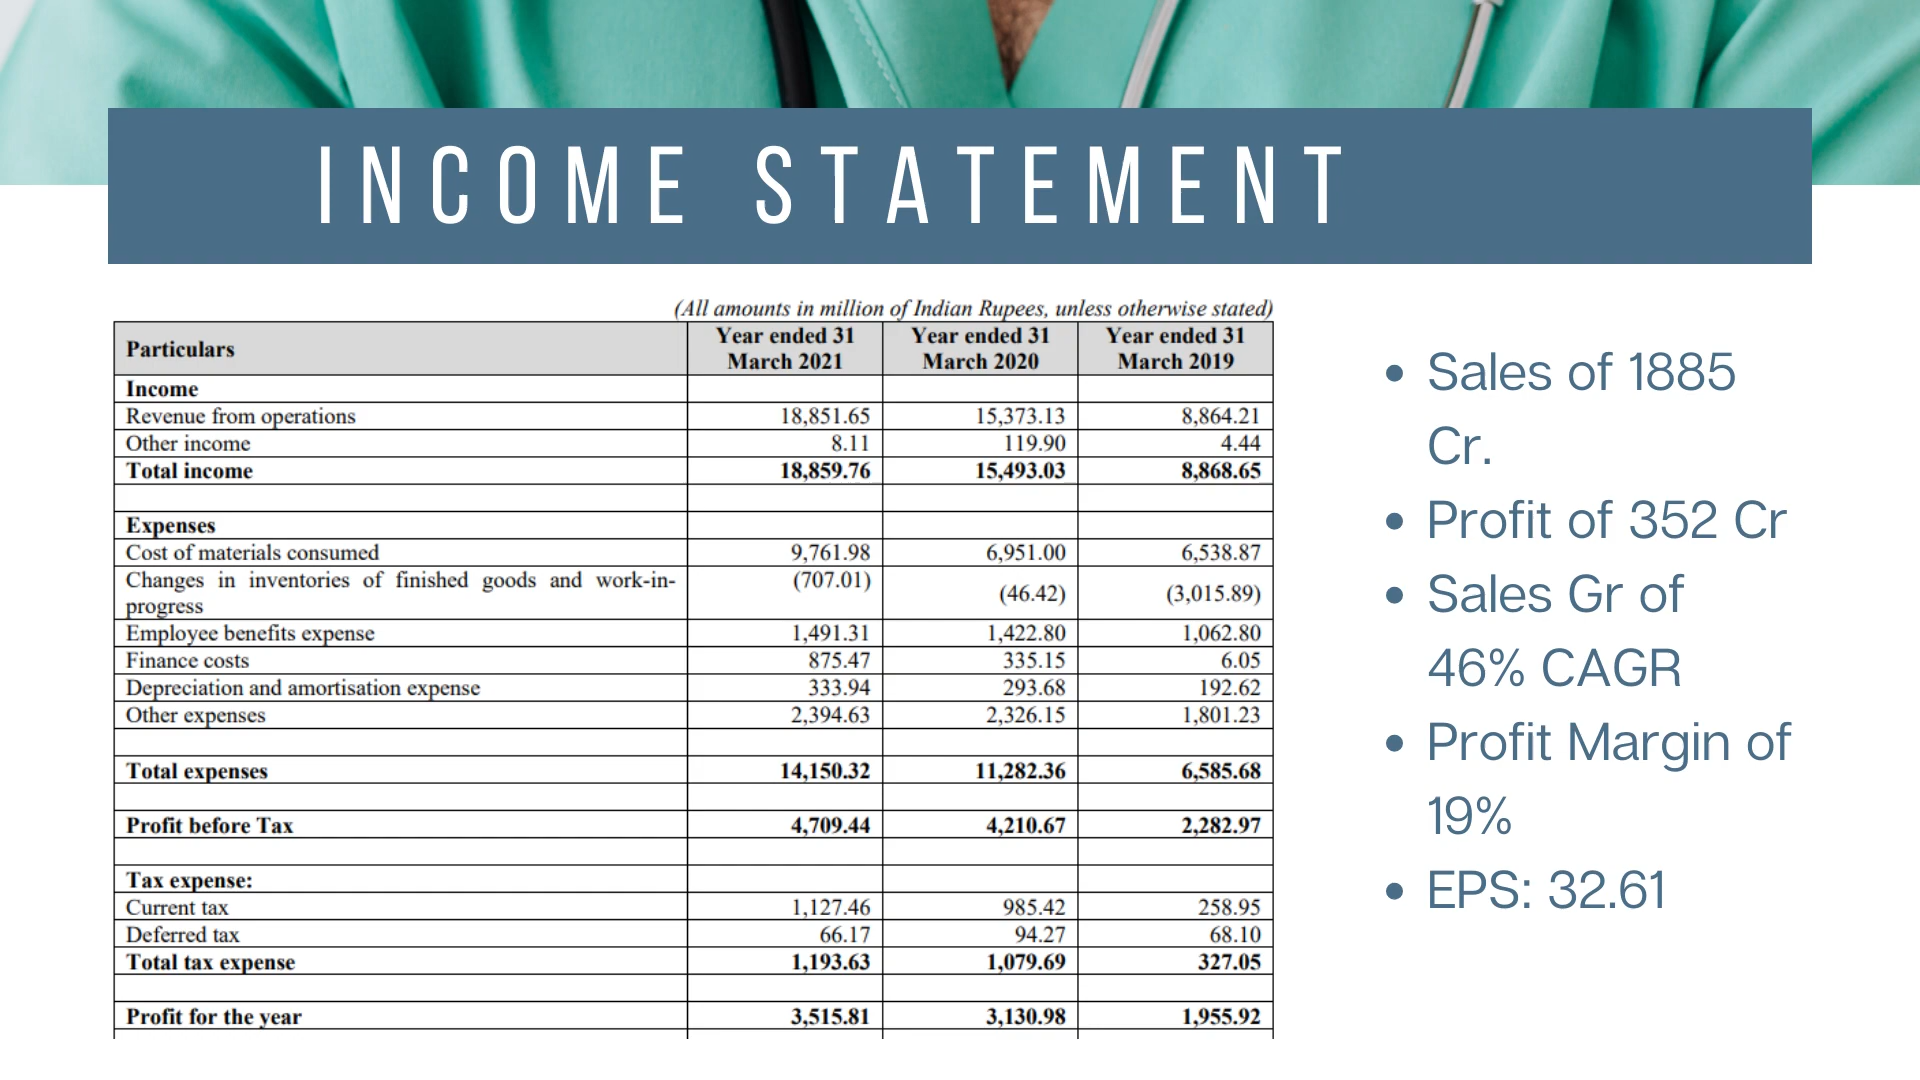 INCOME STATEMENT
(All amounts in million of Indian Rupees, unless otherwise stated)
Particulars Year ended 31 March 2021 Year ended 31 March 2020 Year ended 31 March 2019
Income
Revenue from operations 18,851.65 15,373.13 8,864.21
Other income 8.11 119.90 4.44
Total income 18,859.76 15,493.03 8,868.65
Expenses
Cost of materials consumed 9,761.98 6,951.00 6,538.87
Changes in inventories of finished goods and work-in-progress (707.01) (46.42) (3,015.89)
Employee benefits expense 1,491.31 1,422.80 1,062.80
Finance costs 875.47 335.15 6.05
Depreciation and amortisation expense 333.94 293.68 192.62
Other expenses 2,394.63 2,326.15 1,801.23
Total expenses 14,150.32 11,282.36 6,585.68
Profit before Tax 4,709.44 4,210.67 2,282.97
Tax expense:
Current tax 1,127.46 985.42 258.95
Deferred tax 66.17 94.27 68.10
Total tax expense 1,193.63 1,079.69 327.05
Profit for the year 3,515.81 3,130.98 1,955.92
• Sales of 1885
Cr.
• Profit of 352 Cr
• Sales Gr of
46% CAGR
• Profit Margin of
19%
• EPS: 32.61